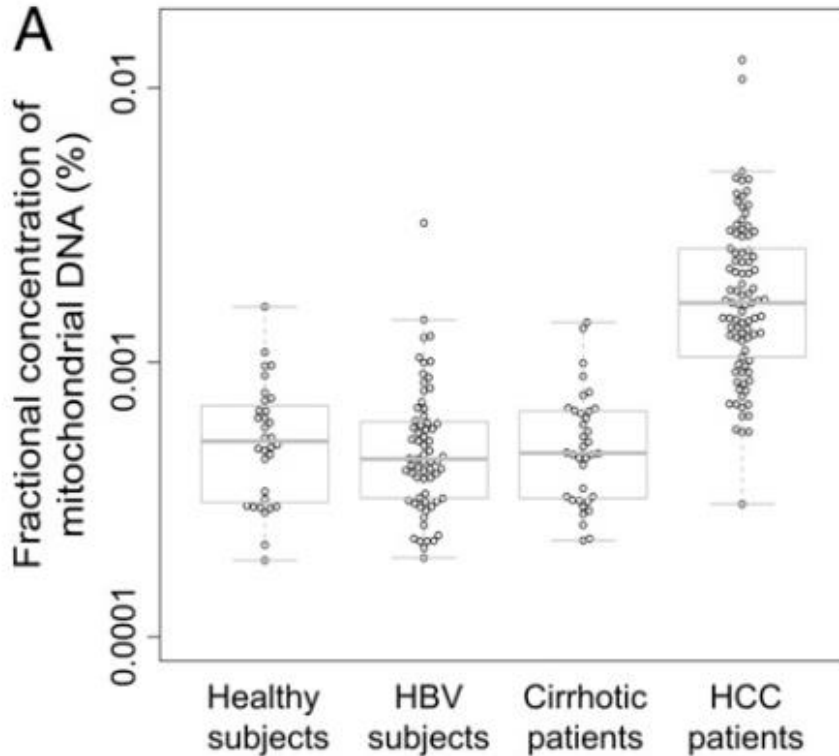 A
Fractional concentration of
mitochondrial DNA (%)
0.01
0.001
0.0001
Healthy subjects
HBV subjects
Cirrhotic patients
HCC patients